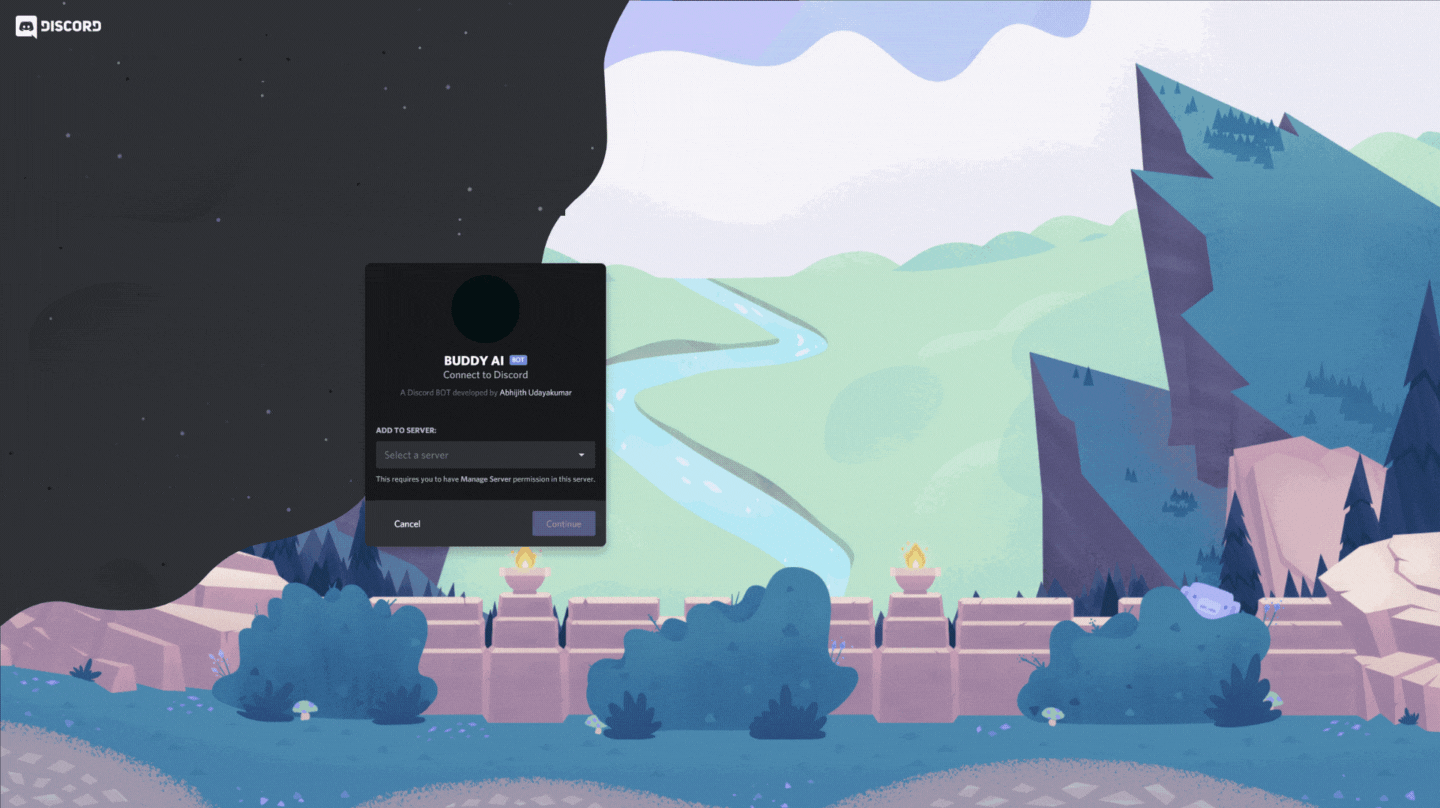 DISCORD
BUDDY AI BOT
Connect to Discord
A Discord BOT developed by Abhijith Udayakumar
ADD TO SERVER:
Select a server
This requires you to have Manage Server permission in this server.
Cancel
Continue